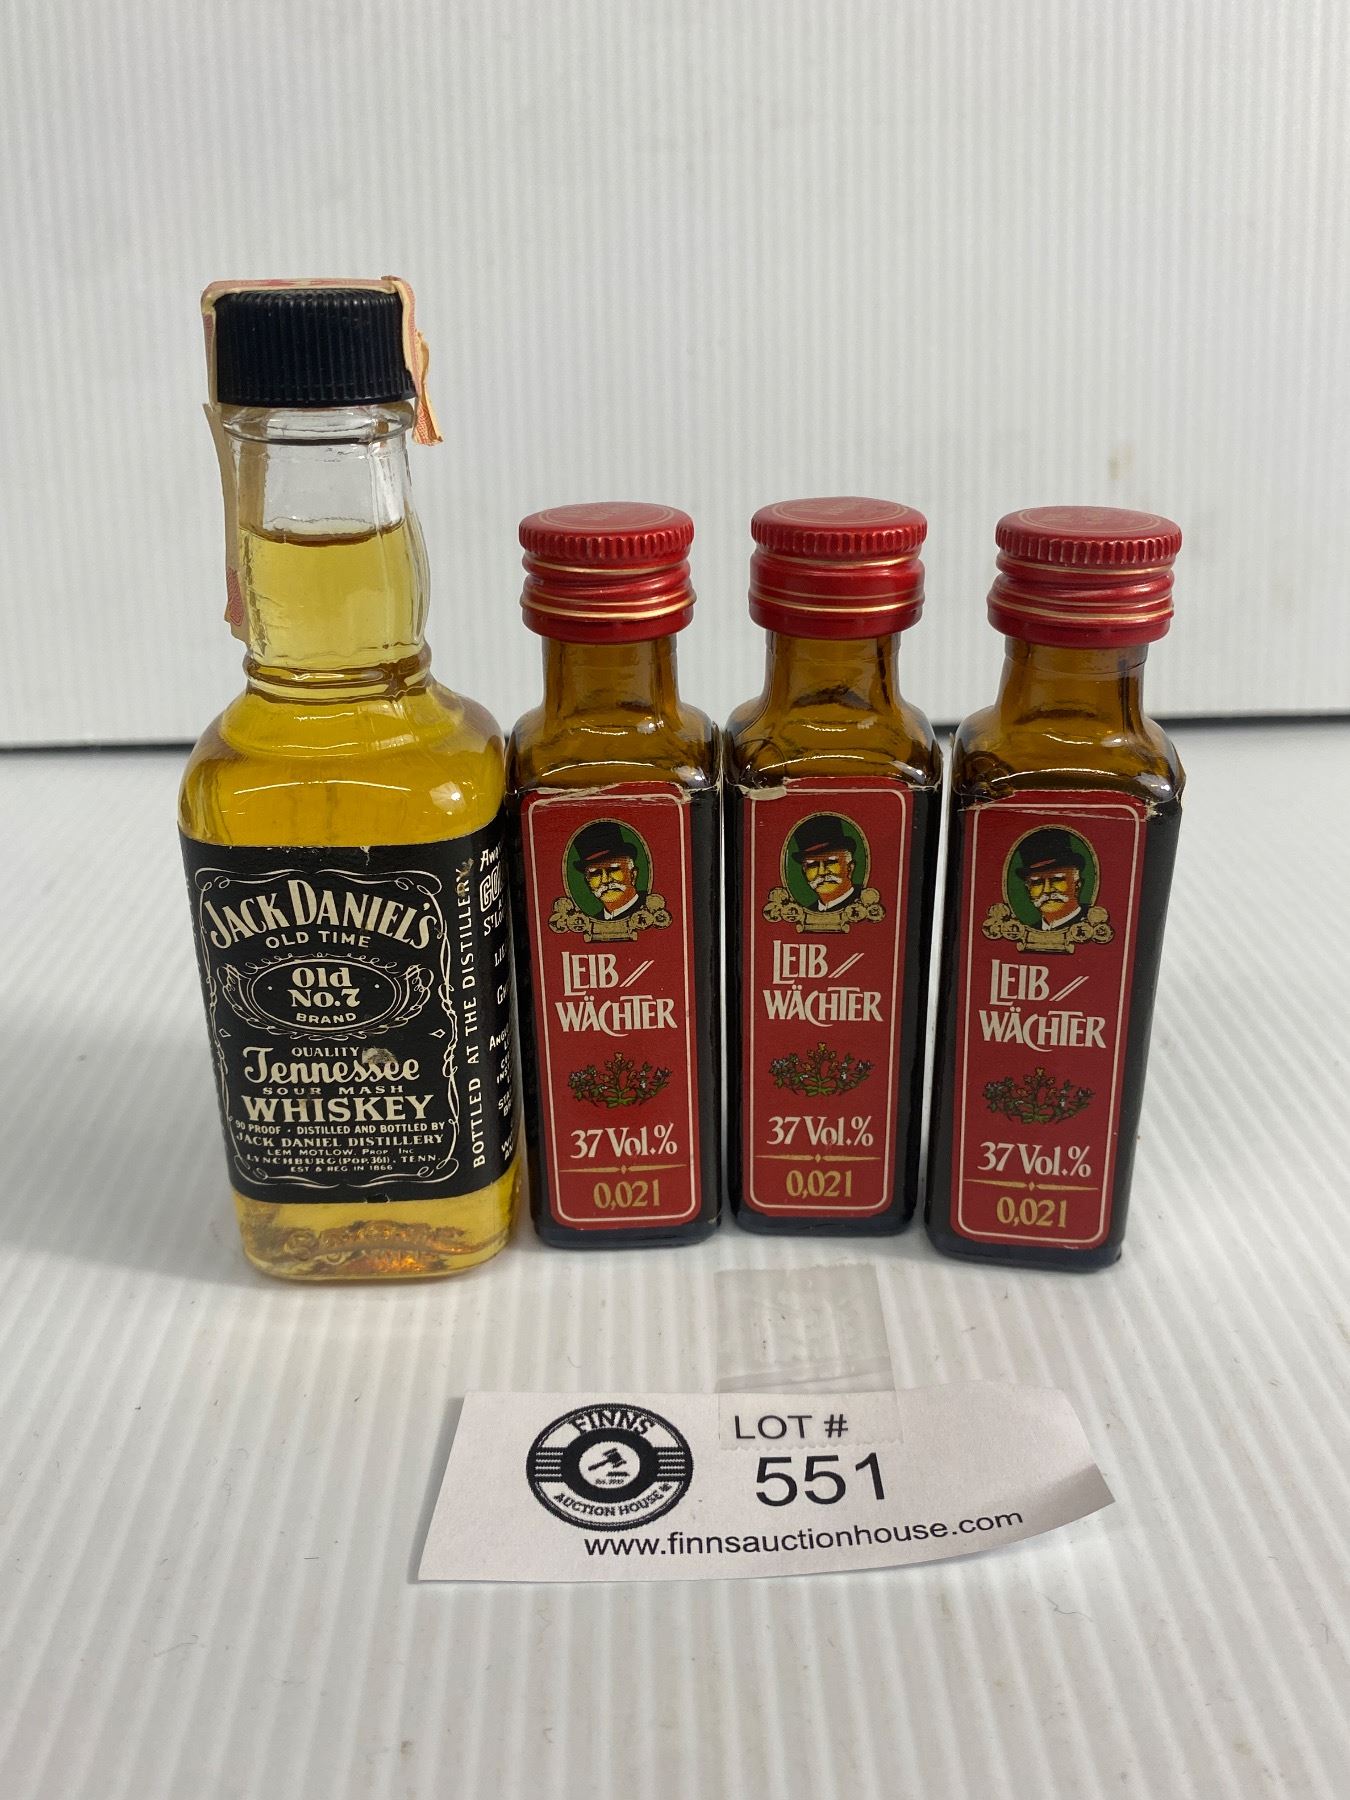 JACK DANIEL'S
OLD TIME
Old
No.7
BRAND
QUALITY
Tennessee
SOUR MASH
WHISKEY
90 PROOF · DISTILLED AND BOTTLED BY
JACK DANIEL DISTILLERY
LEM MOTLOW, PROP. INC
LYNCHBURG (POP. 361), TENN.
EST & REG IN 1866
BOTTLED AT THE DISTILLERY
LEIB//
WÄCHTER
37 Vol.%
0,02 l
LEIB//
WÄCHTER
37 Vol.%
0,02 l
LEIB//
WÄCHTER
37 Vol.%
0,02 l
FINNS
AUCTION HOUSE
LOT #
551
www.finnsauctionhouse.com